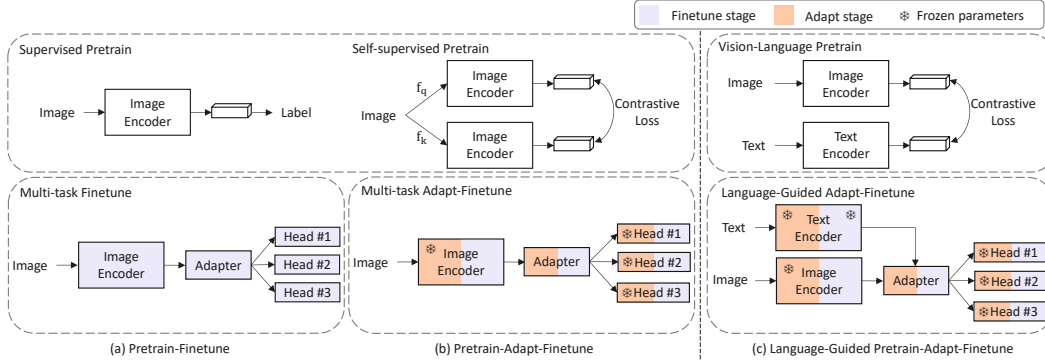 Finetune stage
Adapt stage
Frozen parameters
Supervised Pretrain
Image
Image
Encoder
Label
Self-supervised Pretrain
Image
f_q
f_k
Image
Encoder
Image
Encoder
Contrastive
Loss
Vision-Language Pretrain
Image
Image
Encoder
Text
Text
Encoder
Contrastive
Loss
Multi-task Finetune
Image
Image
Encoder
Adapter
Head #1
Head #2
Head #3
Multi-task Adapt-Finetune
Image
Image
Encoder
Adapter
Head #1
Head #2
Head #3
Language-Guided Adapt-Finetune
Text
Text
Encoder
Image
Image
Encoder
Adapter
Head #1
Head #2
Head #3
(a) Pretrain-Finetune
(b) Pretrain-Adapt-Finetune
(c) Language-Guided Pretrain-Adapt-Finetune